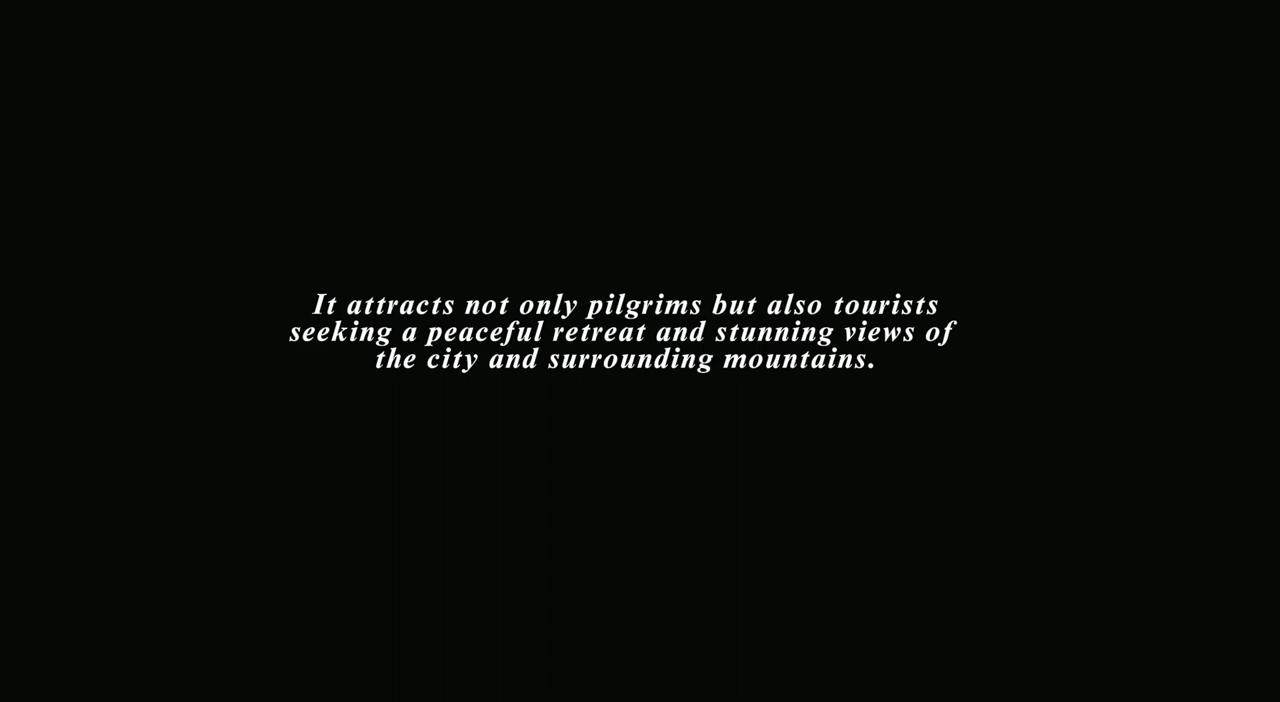 It attracts not only pilgrims but also tourists
seeking a peaceful retreat and stunning views of
the city and surrounding mountains.